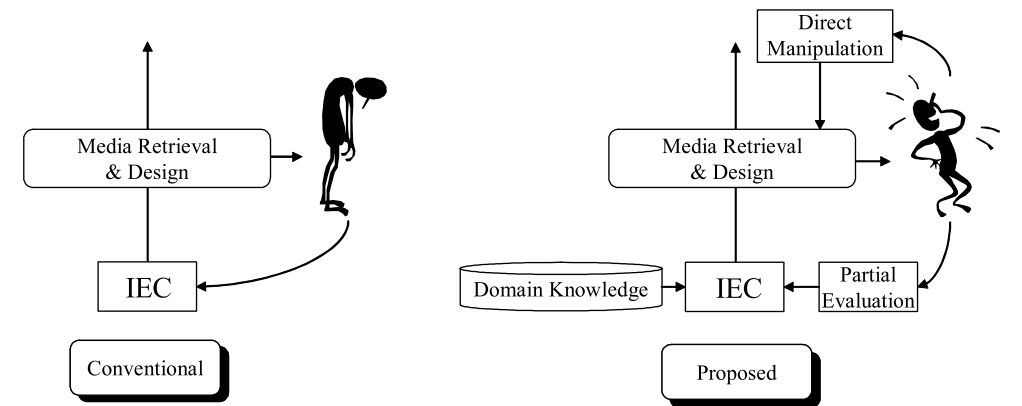 Media Retrieval
& Design
IEC
Conventional
Direct
Manipulation
Media Retrieval
& Design
Domain Knowledge
IEC
Partial
Evaluation
Proposed